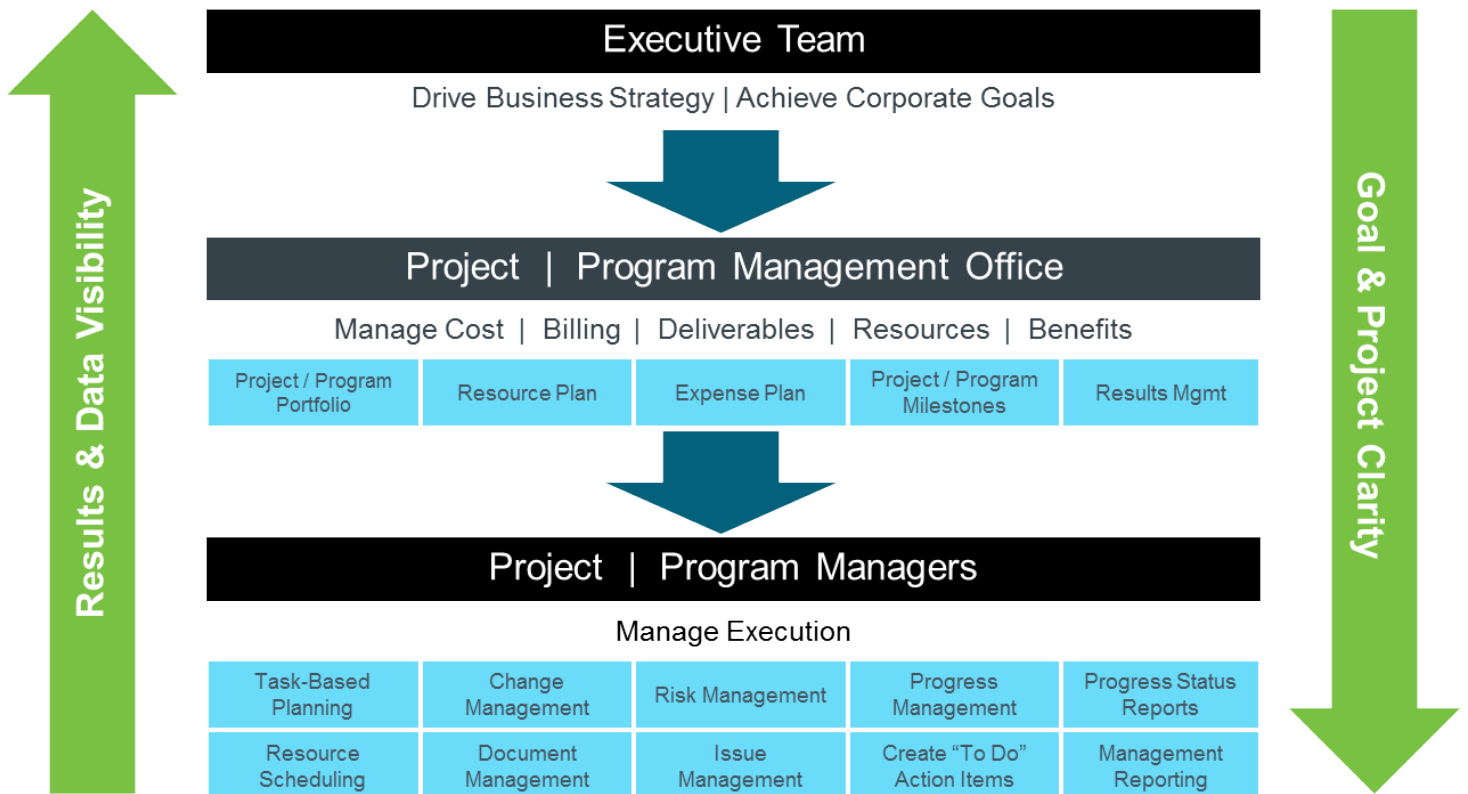 Executive Team
Drive Business Strategy | Achieve Corporate Goals
Results & Data Visibility
Goal & Project Clarity
Project | Program Management Office
Manage Cost | Billing | Deliverables | Resources | Benefits
Project / Program
Portfolio
Resource Plan
Expense Plan
Project / Program
Milestones
Results Mgmt
Project | Program Managers
Manage Execution
Task-Based
Planning
Change
Management
Risk Management
Progress
Management
Progress Status
Reports
Resource
Scheduling
Document
Management
Issue
Management
Create “To Do”
Action Items
Management
Reporting